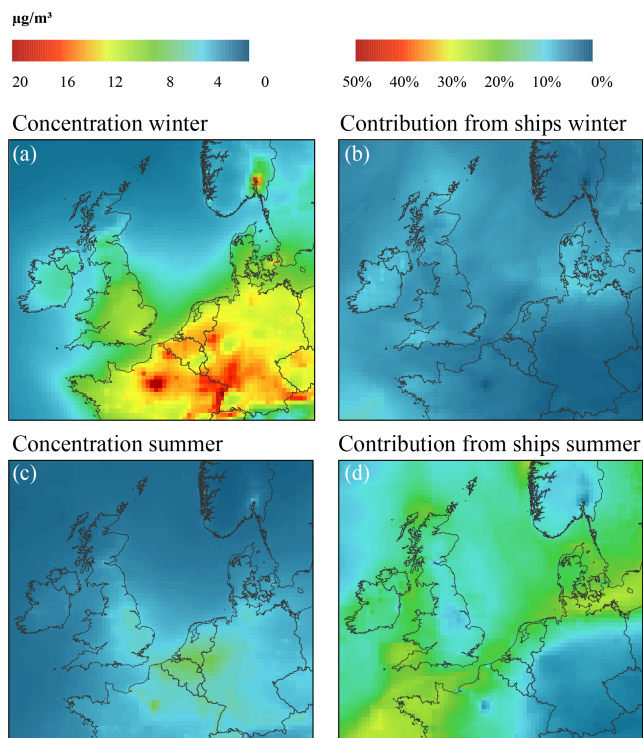 µg/m³
20 16 12 8 4 0
50% 40% 30% 20% 10% 0%
Concentration winter
Contribution from ships winter
(a)
(b)
Concentration summer
Contribution from ships summer
(c)
(d)